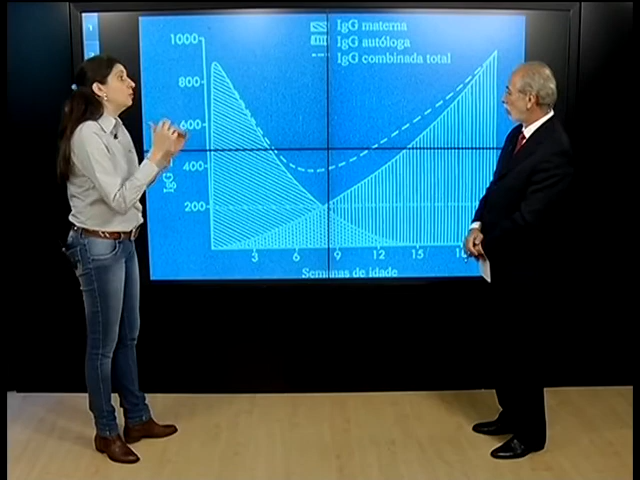 IgG materna
IgG autóloga
IgG combinada total
1000
800
600
400
200
IgG
3
6
9
12
15
Semanas de idade